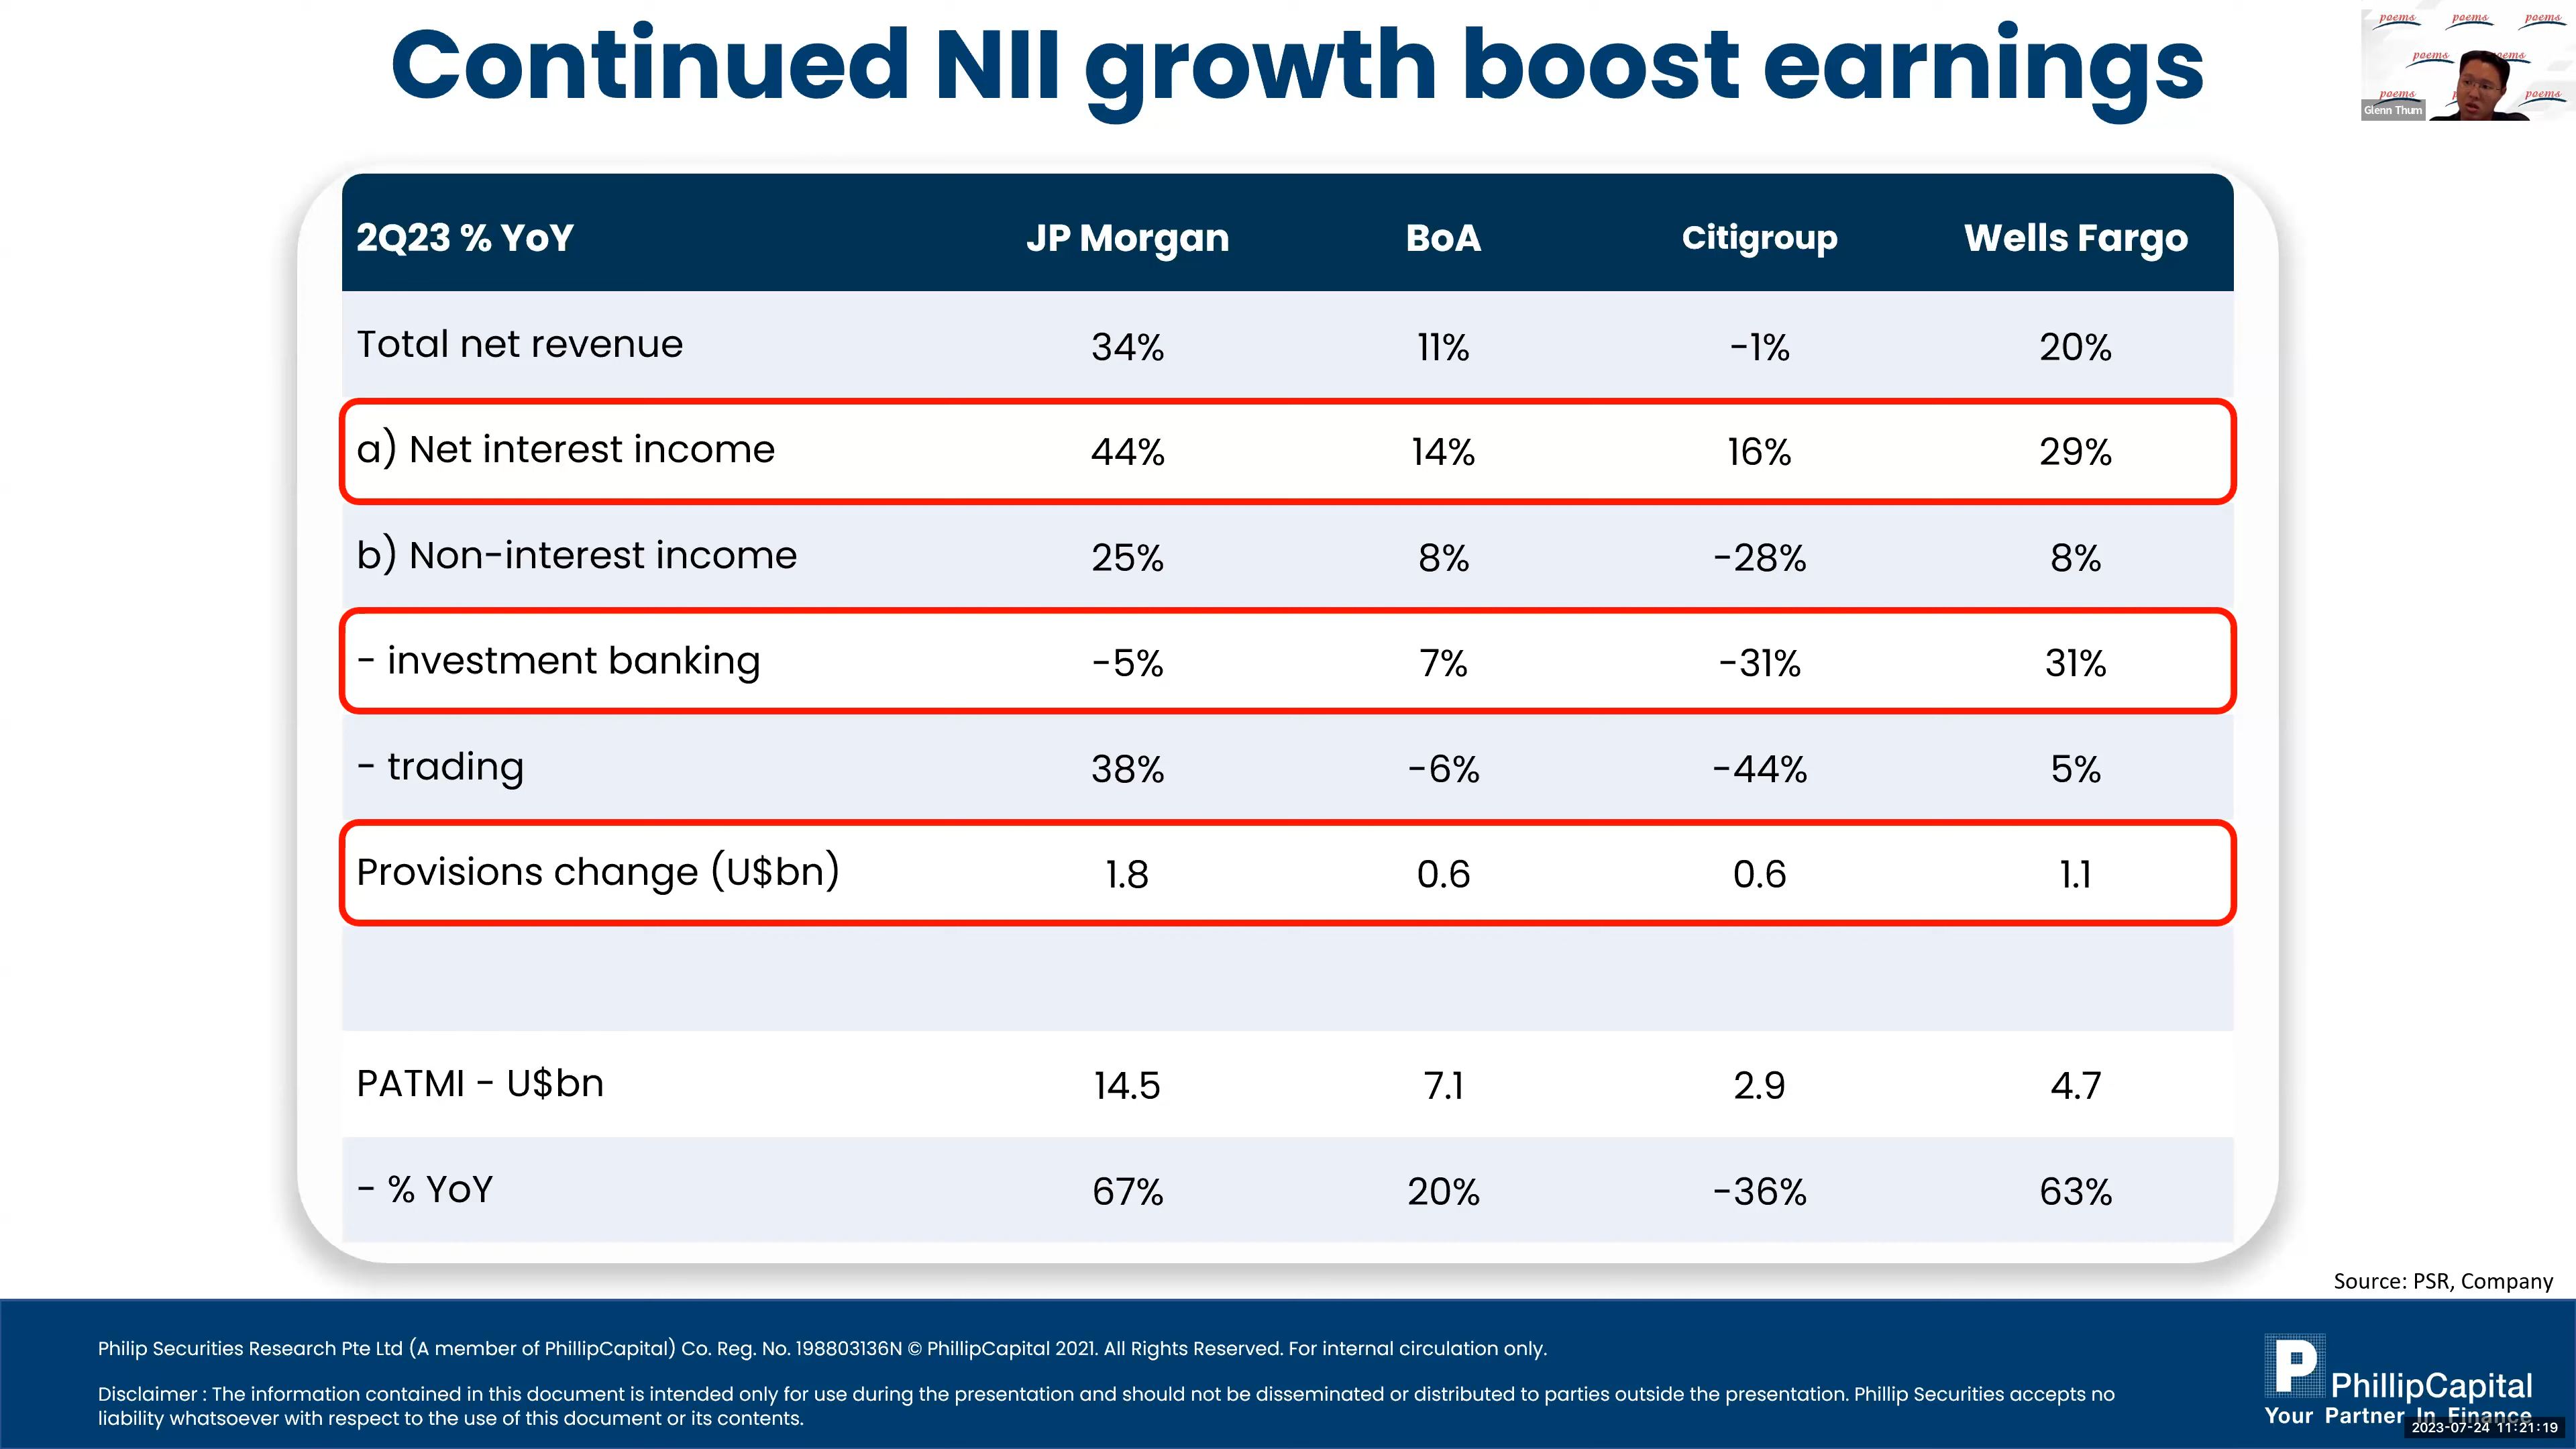 Continued NII growth boost earnings
poems poems poems
poems poems
poems poems
Glenn Thum
2Q23 % YoY JP Morgan BoA Citigroup Wells Fargo
Total net revenue 34% 11% -1% 20%
a) Net interest income 44% 14% 16% 29%
b) Non-interest income 25% 8% -28% 8%
- investment banking -5% 7% -31% 31%
- trading 38% -6% -44% 5%
Provisions change (U$bn) 1.8 0.6 0.6 1.1
PATMI - U$bn 14.5 7.1 2.9 4.7
- % YoY 67% 20% -36% 63%
Source: PSR, Company
Philip Securities Research Pte Ltd (A member of PhillipCapital) Co. Reg. No. 198803136N © PhillipCapital 2021. All Rights Reserved. For internal circulation only.
Disclaimer : The information contained in this document is intended only for use during the presentation and should not be disseminated or distributed to parties outside the presentation. Phillip Securities accepts no
liability whatsoever with respect to the use of this document or its contents.
P PhillipCapital
Your Partner In Finance
2023-07-24 11:21:19